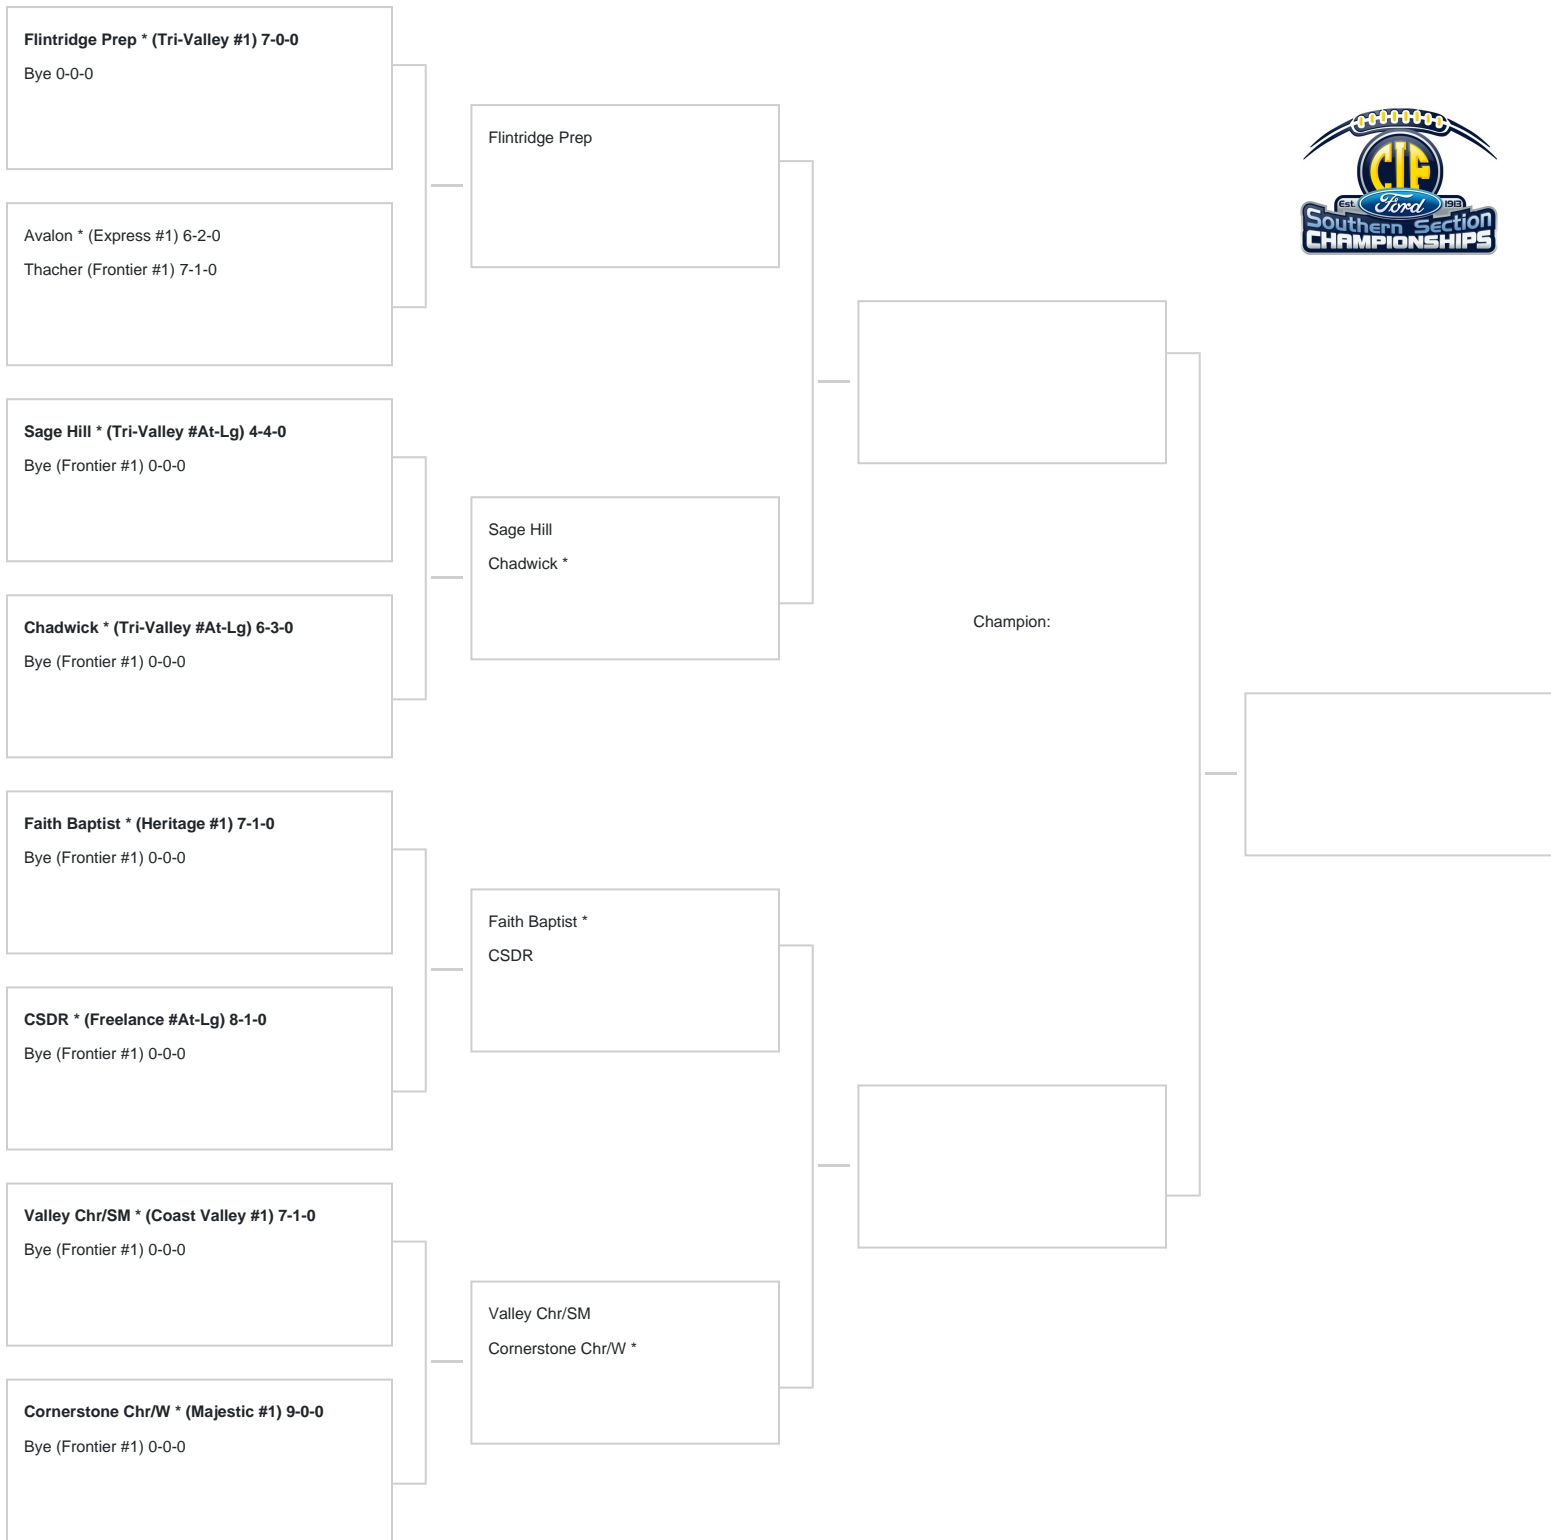 Flintridge Prep * (Tri-Valley #1) 7-0-0
Bye 0-0-0
Avalon * (Express #1) 6-2-0
Thacher (Frontier #1) 7-1-0
Sage Hill * (Tri-Valley #At-Lg) 4-4-0
Bye (Frontier #1) 0-0-0
Chadwick * (Tri-Valley #At-Lg) 6-3-0
Bye (Frontier #1) 0-0-0
Faith Baptist * (Heritage #1) 7-1-0
Bye (Frontier #1) 0-0-0
CSDR * (Freelance #At-Lg) 8-1-0
Bye (Frontier #1) 0-0-0
Valley Chr/SM * (Coast Valley #1) 7-1-0
Bye (Frontier #1) 0-0-0
Cornerstone Chr/W * (Majestic #1) 9-0-0
Bye (Frontier #1) 0-0-0
Flintridge Prep
Sage Hill
Chadwick *
Faith Baptist *
CSDR
Valley Chr/SM
Cornerstone Chr/W *
Champion:
CIF
Est. Ford 1913
Southern Section
CHAMPIONSHIPS